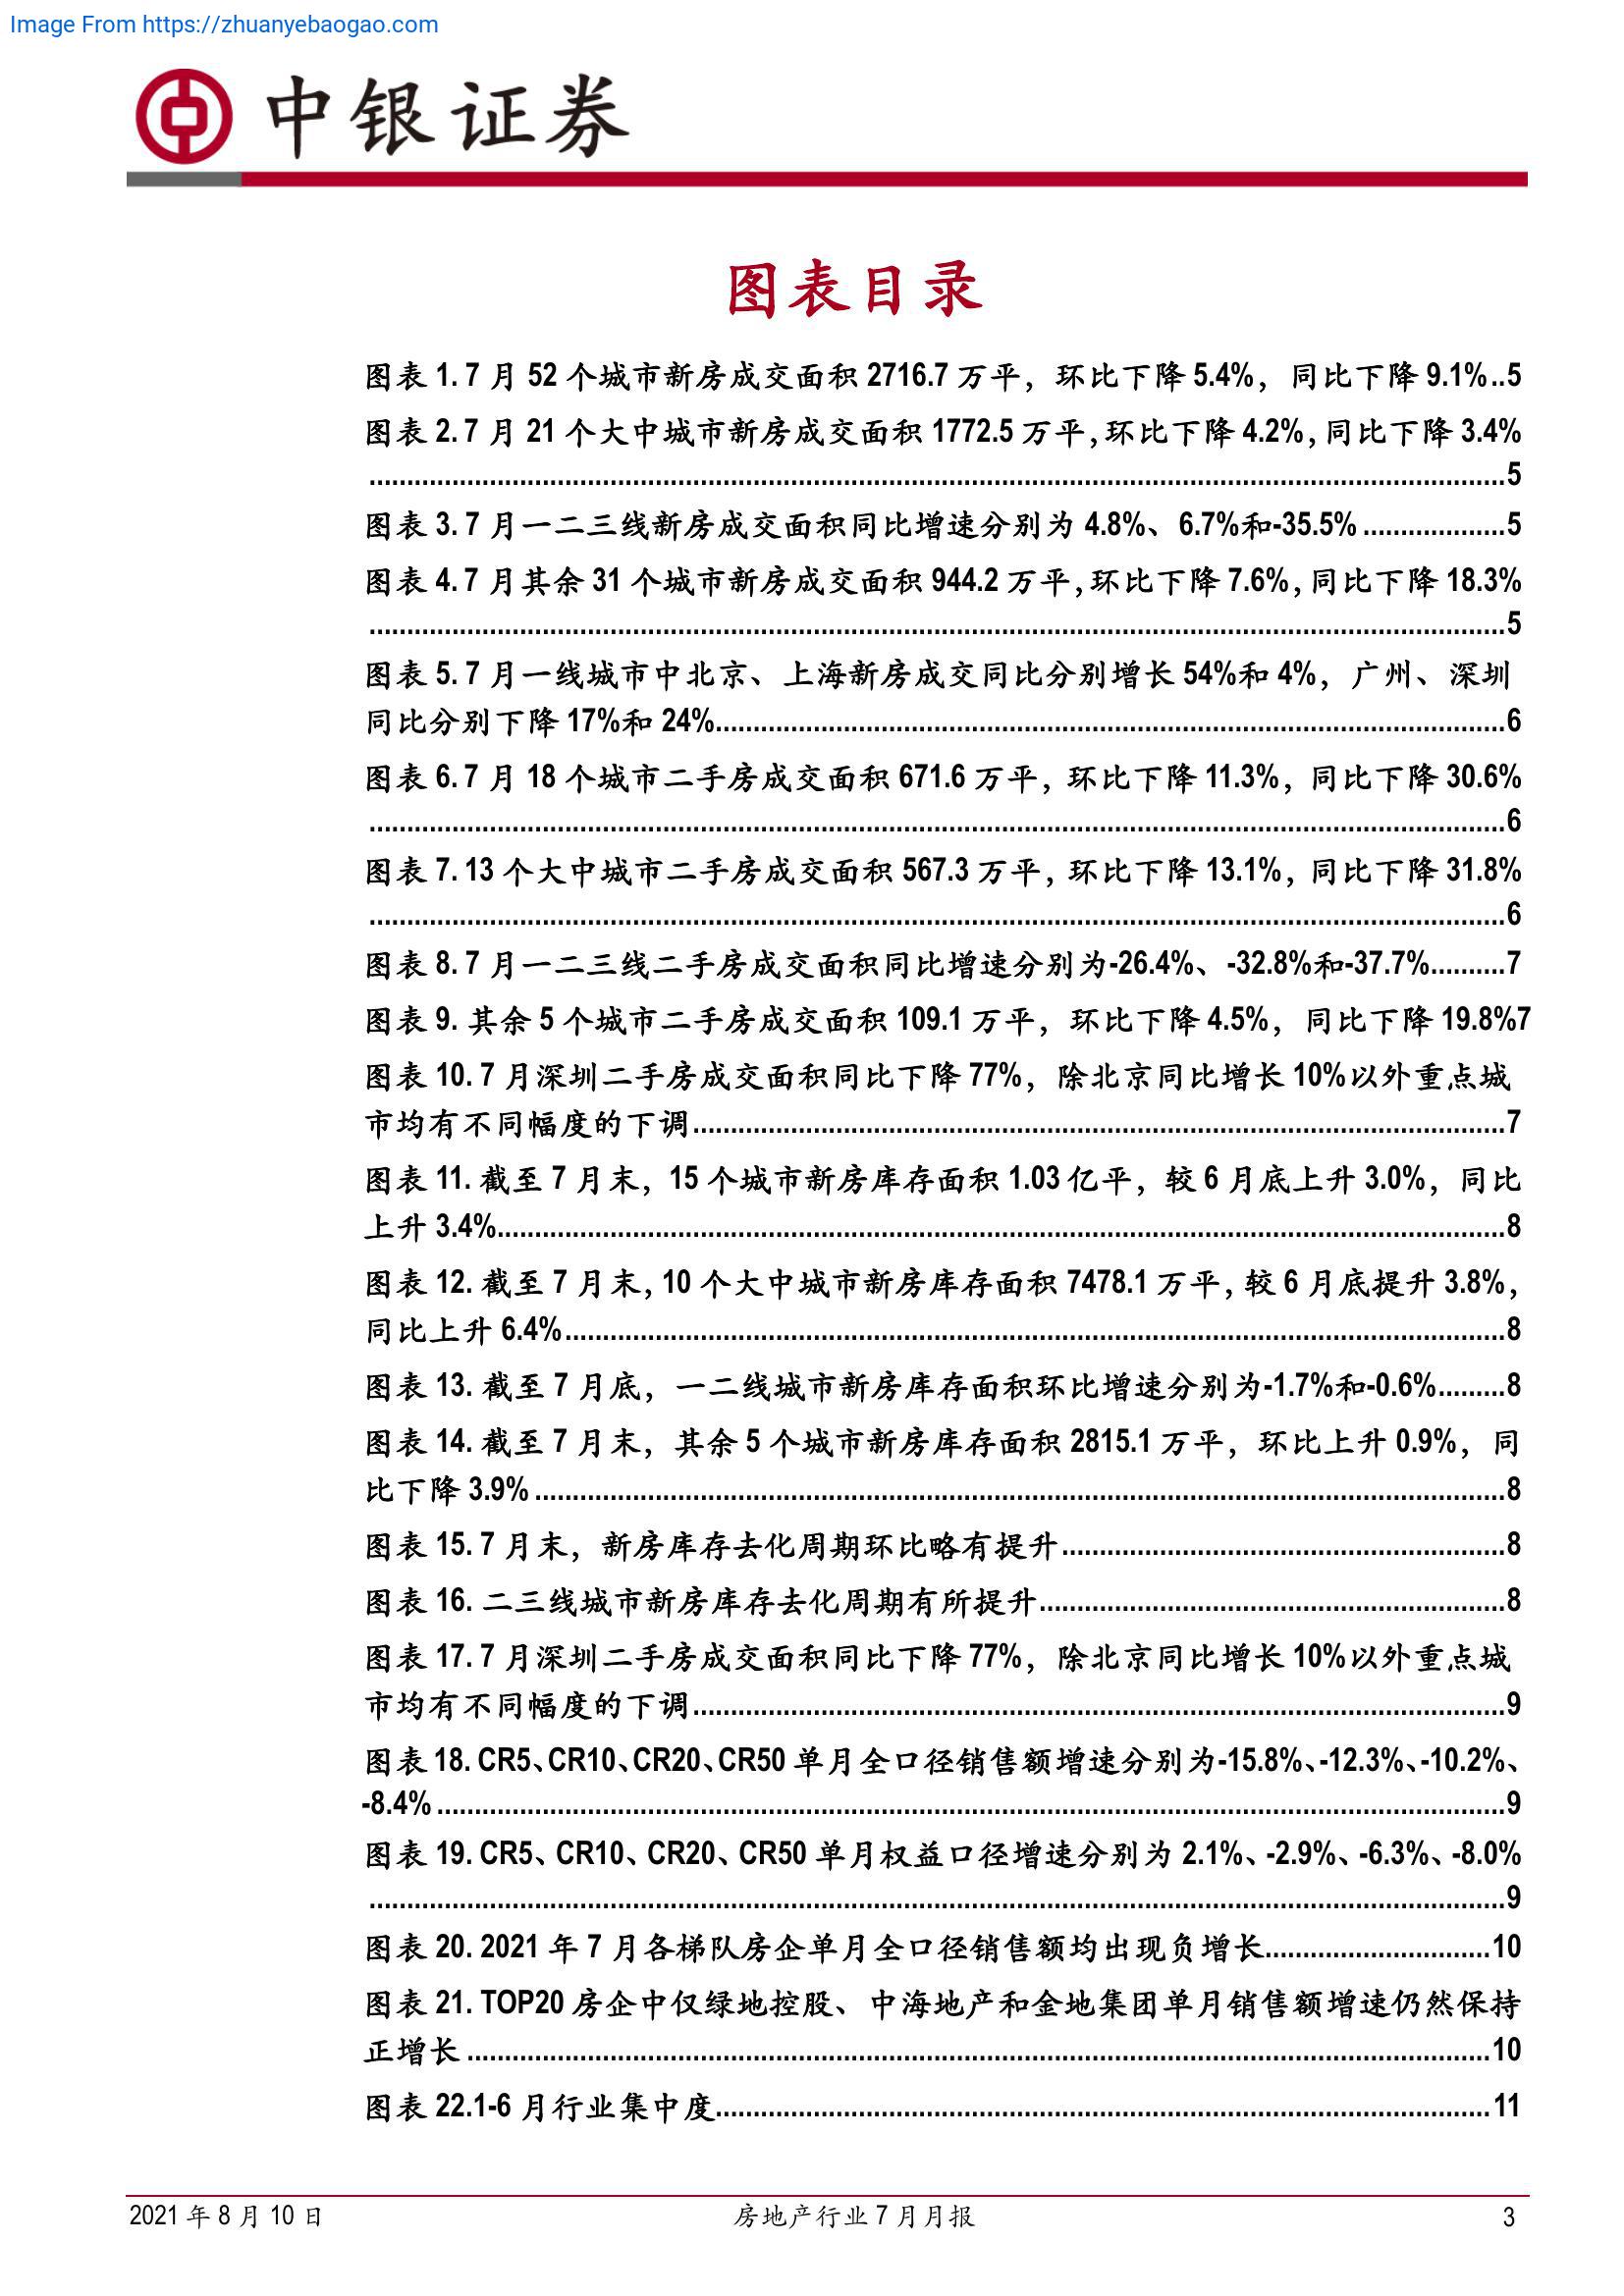 Image From https://zhuanyebaogao.com
中银证券
图表目录
图表 1. 7 月 52 个城市新房成交面积 2716.7 万平，环比下降 5.4%，同比下降 9.1%..5
图表 2. 7 月 21 个大中城市新房成交面积 1772.5 万平，环比下降 4.2%，同比下降 3.4%
......................................................................5
图表 3. 7 月一二三线新房成交面积同比增速分别为 4.8%、6.7%和-35.5% ...................5
图表 4. 7 月其余 31 个城市新房成交面积 944.2 万平，环比下降 7.6%，同比下降 18.3%
......................................................................5
图表 5. 7 月一线城市中北京、上海新房成交同比分别增长 54%和 4%，广州、深圳
同比分别下降 17%和 24%......................................................................6
图表 6. 7 月 18 个城市二手房成交面积 671.6 万平，环比下降 11.3%，同比下降 30.6%
......................................................................6
图表 7. 13 个大中城市二手房成交面积 567.3 万平，环比下降 13.1%，同比下降 31.8%
......................................................................6
图表 8. 7 月一二三线二手房成交面积同比增速分别为-26.4%、-32.8%和-37.7%..........7
图表 9. 其余 5 个城市二手房成交面积 109.1 万平，环比下降 4.5%，同比下降 19.8%7
图表 10. 7 月深圳二手房成交面积同比下降 77%，除北京同比增长 10%以外重点城
市均有不同幅度的下调......................................................................7
图表 11. 截至 7 月末，15 个城市新房库存面积 1.03 亿平，较 6 月底上升 3.0%，同比
上升 3.4%......................................................................8
图表 12. 截至 7 月末，10 个大中城市新房库存面积 7478.1 万平，较 6 月底提升 3.8%，
同比上升 6.4%......................................................................8
图表 13. 截至 7 月底，一二线城市新房库存面积环比增速分别为-1.7%和-0.6%.........8
图表 14. 截至 7 月末，其余 5 个城市新房库存面积 2815.1 万平，环比上升 0.9%，同
比下降 3.9% ......................................................................8
图表 15. 7 月末，新房库存去化周期环比略有提升............................................................8
图表 16. 二三线城市新房库存去化周期有所提升..............................................................8
图表 17. 7 月深圳二手房成交面积同比下降 77%，除北京同比增长 10%以外重点城
市均有不同幅度的下调......................................................................9
图表 18. CR5、CR10、CR20、CR50 单月全口径销售额增速分别为-15.8%、-12.3%、-10.2%、
-8.4% ......................................................................9
图表 19. CR5、CR10、CR20、CR50 单月权益口径增速分别为 2.1%、-2.9%、-6.3%、-8.0%
......................................................................9
图表 20. 2021 年 7 月各梯队房企单月全口径销售额均出现负增长..............................10
图表 21. TOP20 房企中仅绿地控股、中海地产和金地集团单月销售额增速仍然保持
正增长 ......................................................................10
图表 22.1-6 月行业集中度......................................................................11
2021 年 8 月 10 日
房地产行业 7 月月报
3